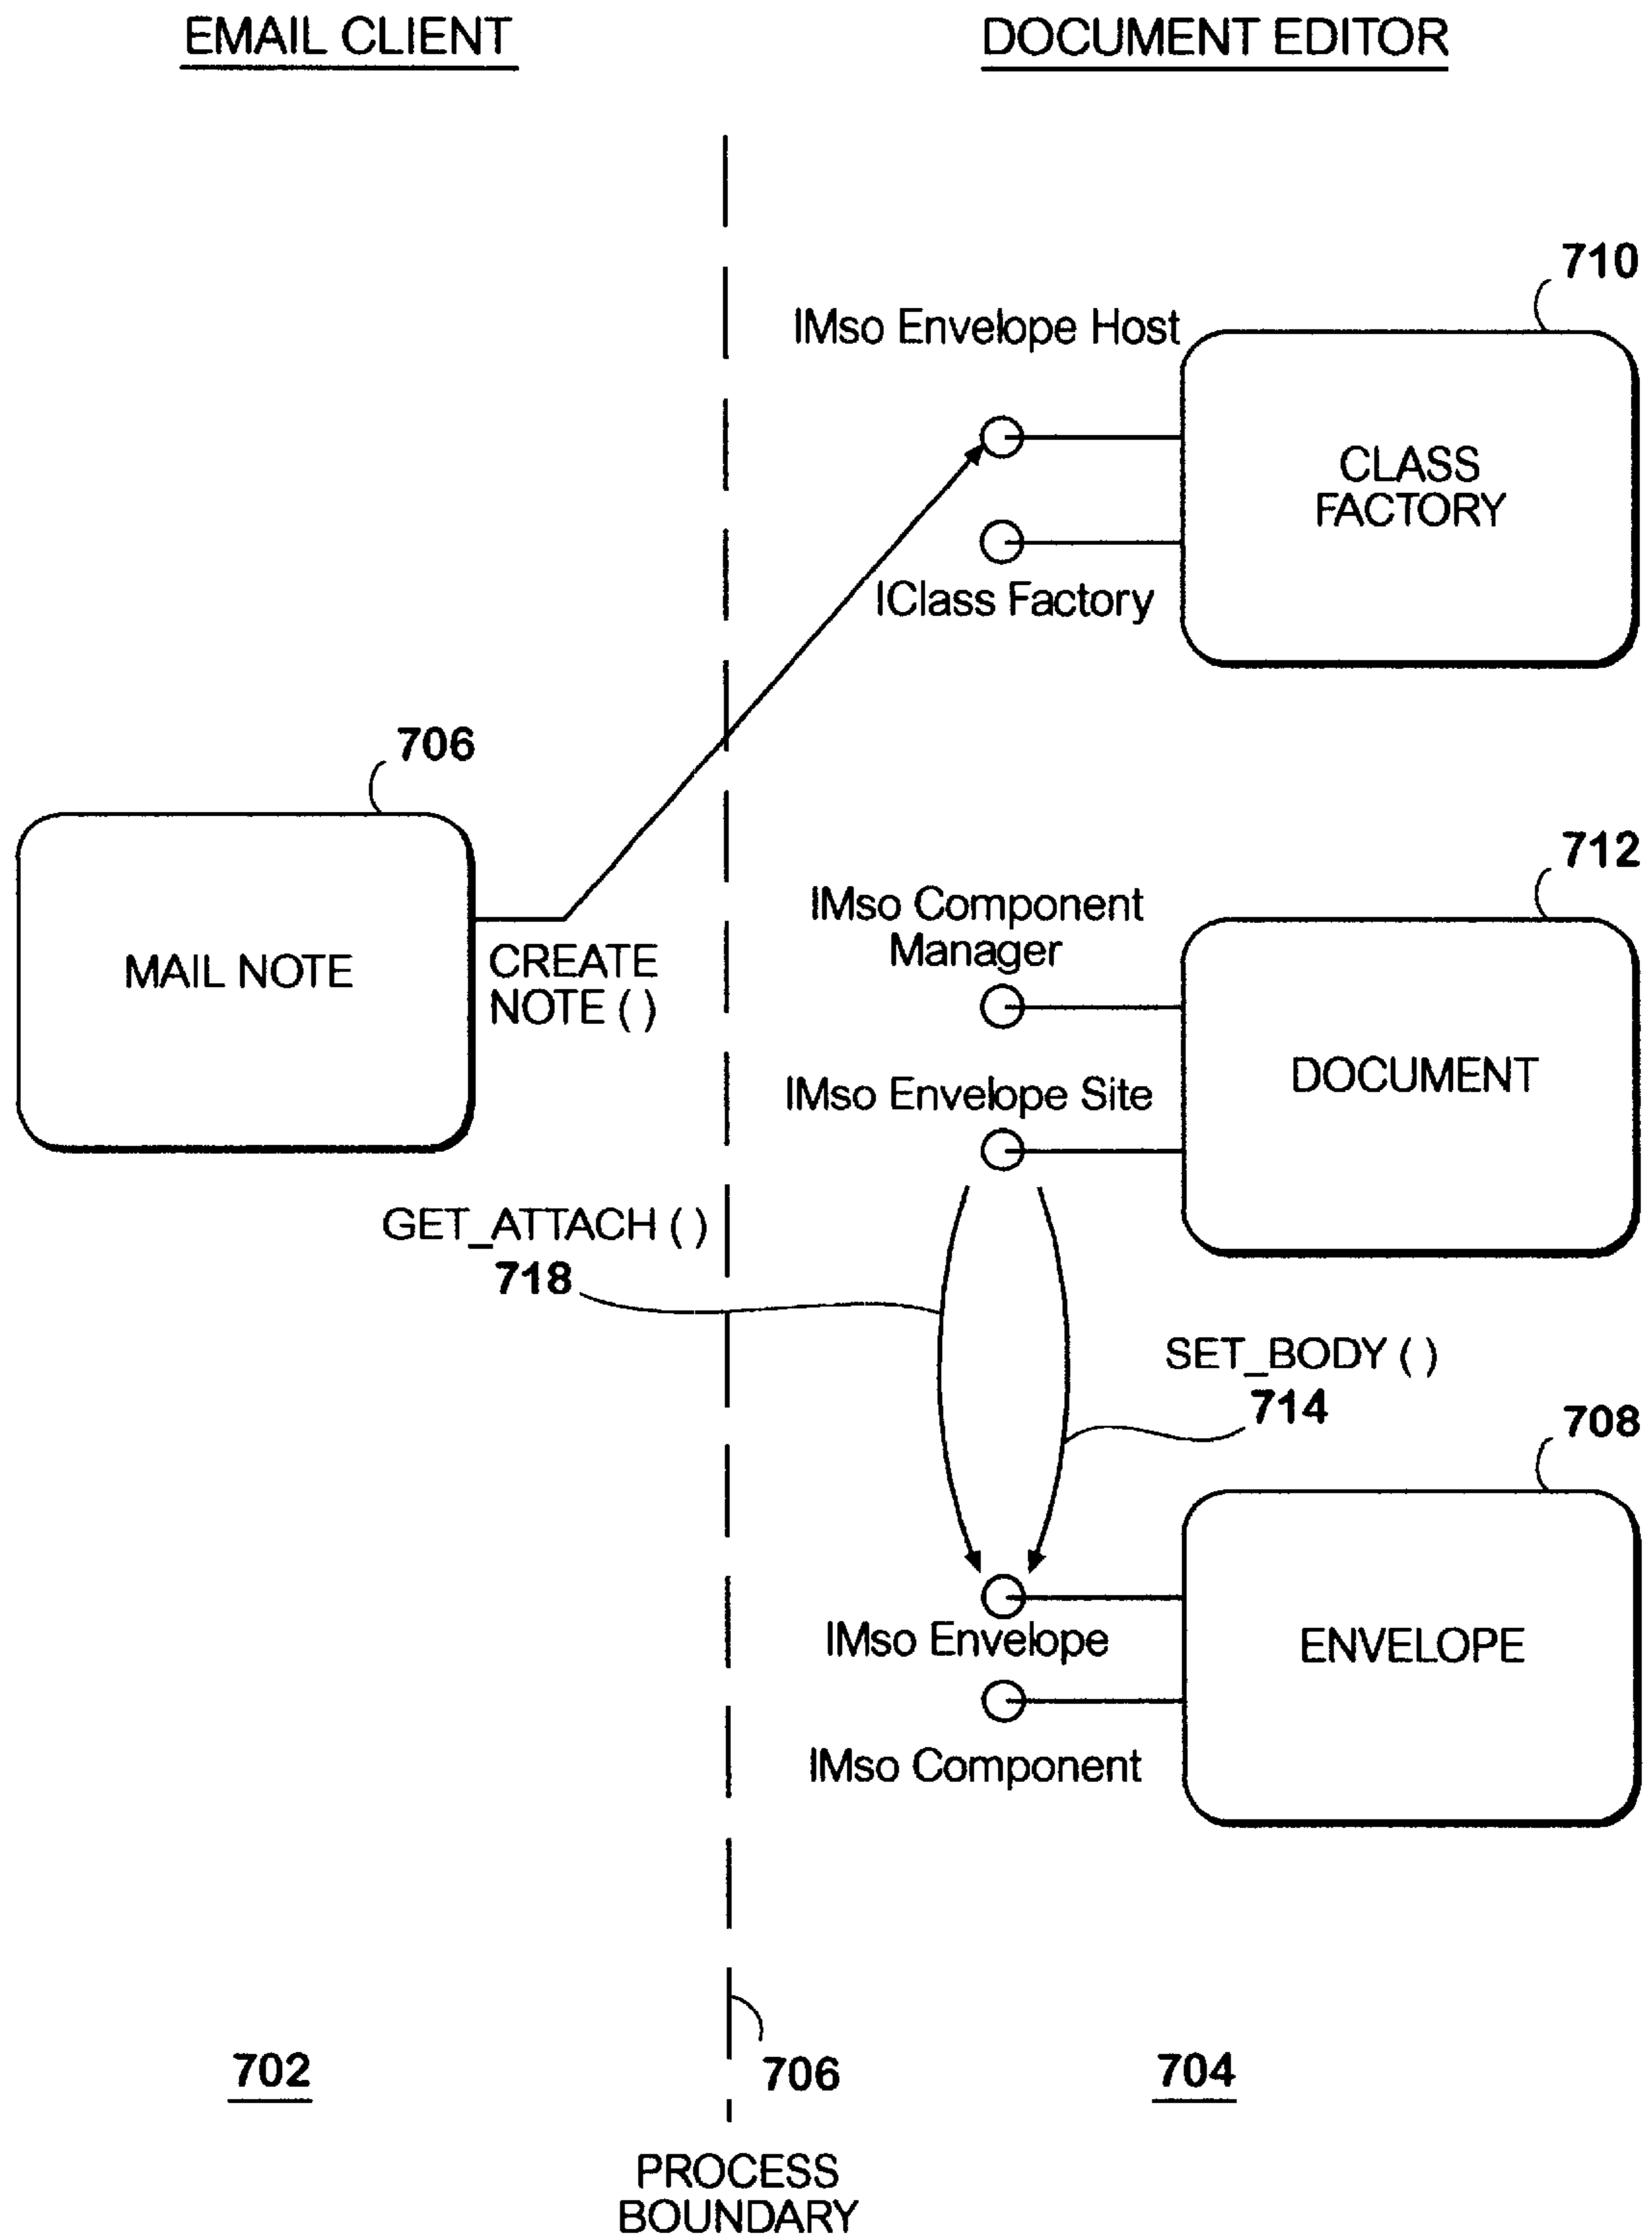 EMAIL CLIENT
DOCUMENT EDITOR
710
IMso Envelope Host
CLASS
FACTORY
IClass Factory
706
MAIL NOTE
CREATE
NOTE ( )
712
IMso Component
Manager
DOCUMENT
IMso Envelope Site
GET_ATTACH ( )
718
SET_BODY ( )
714
708
IMso Envelope
ENVELOPE
IMso Component
702
706
704
PROCESS
BOUNDARY